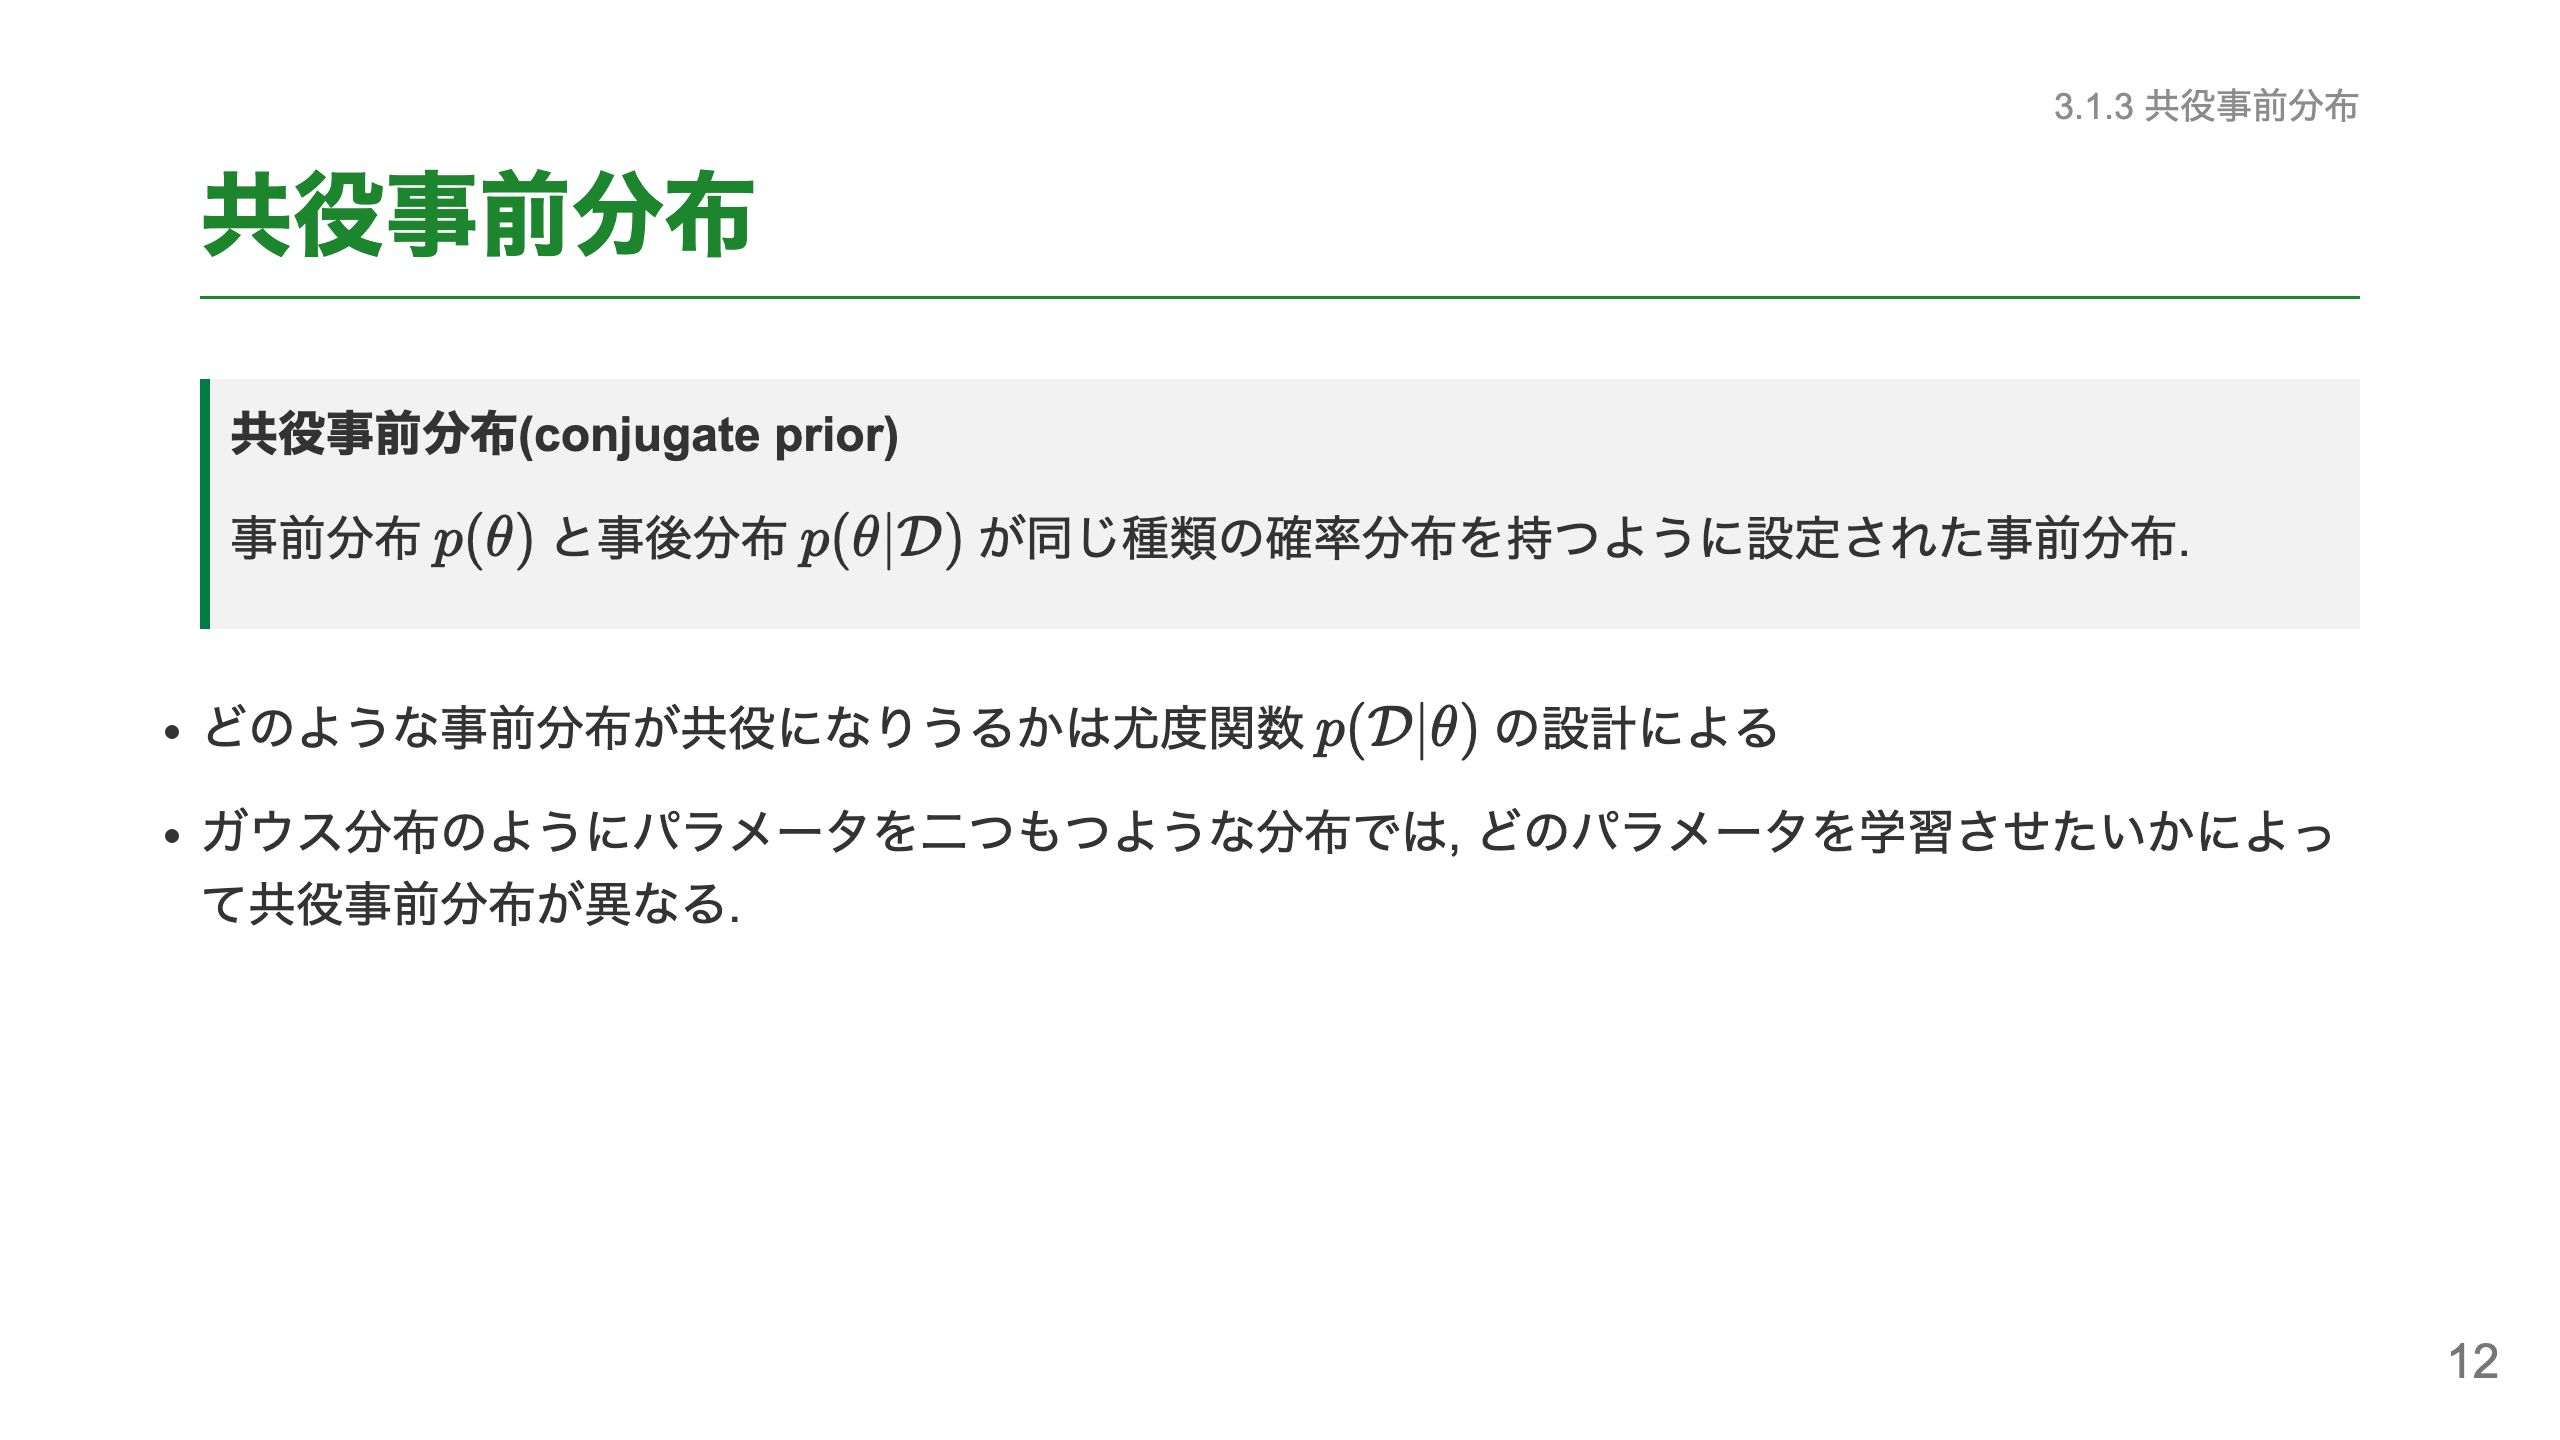 3.1.3 共役事前分布
共役事前分布
共役事前分布(conjugate prior)
事前分布 p(θ) と事後分布 p(θ|𝒟) が同じ種類の確率分布を持つように設定された事前分布.
• どのような事前分布が共役になりうるかは尤度関数 p(𝒟|θ) の設計による
• ガウス分布のようにパラメータを二つもつような分布では, どのパラメータを学習させたいかによっ
て共役事前分布が異なる.
12